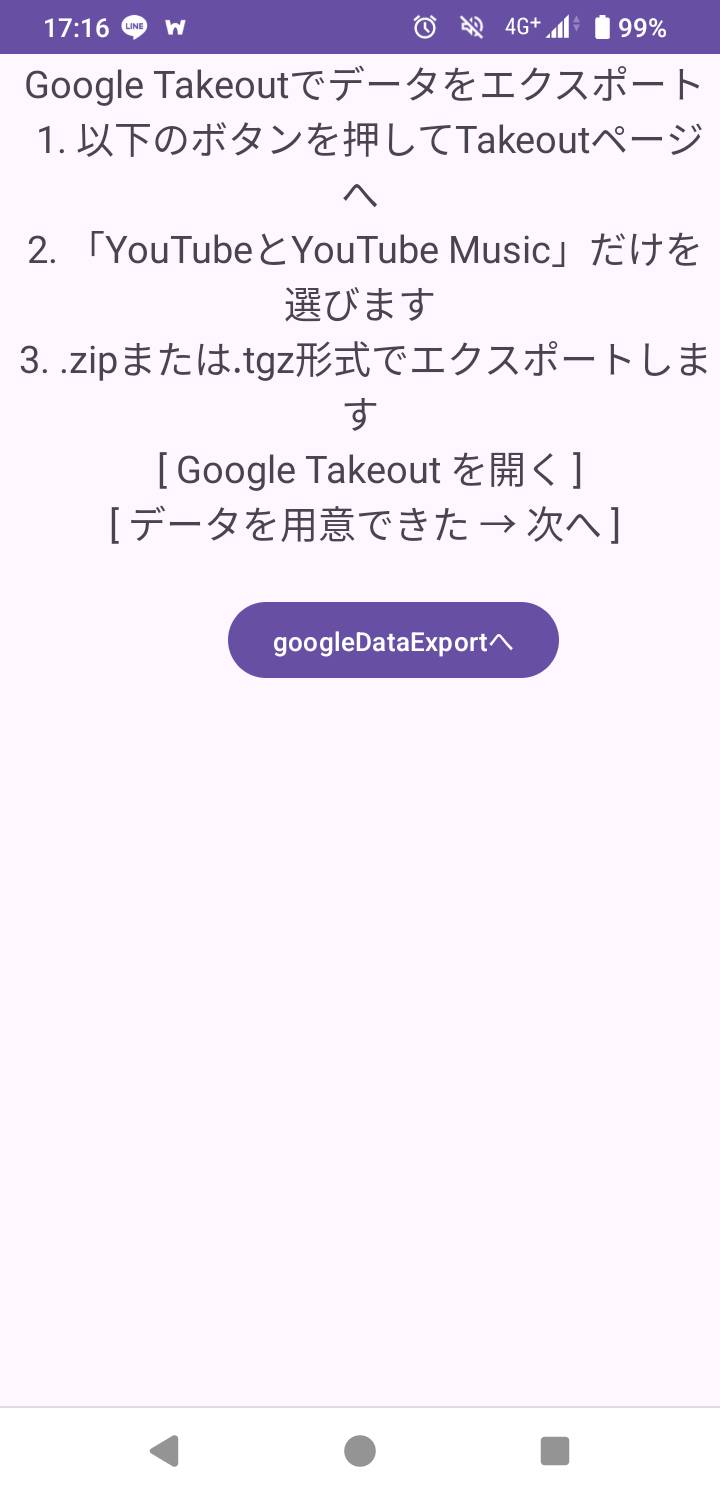 17:16 LINE 4G+ 99%
Google Takeoutでデータをエクスポート
1. 以下のボタンを押してTakeoutページ
へ
2. 「YouTubeとYouTube Music」だけを
選びます
3. .zipまたは.tgz形式でエクスポートしま
す
[ Google Takeout を開く ]
[ データを用意できた → 次へ ]
googleDataExportへ